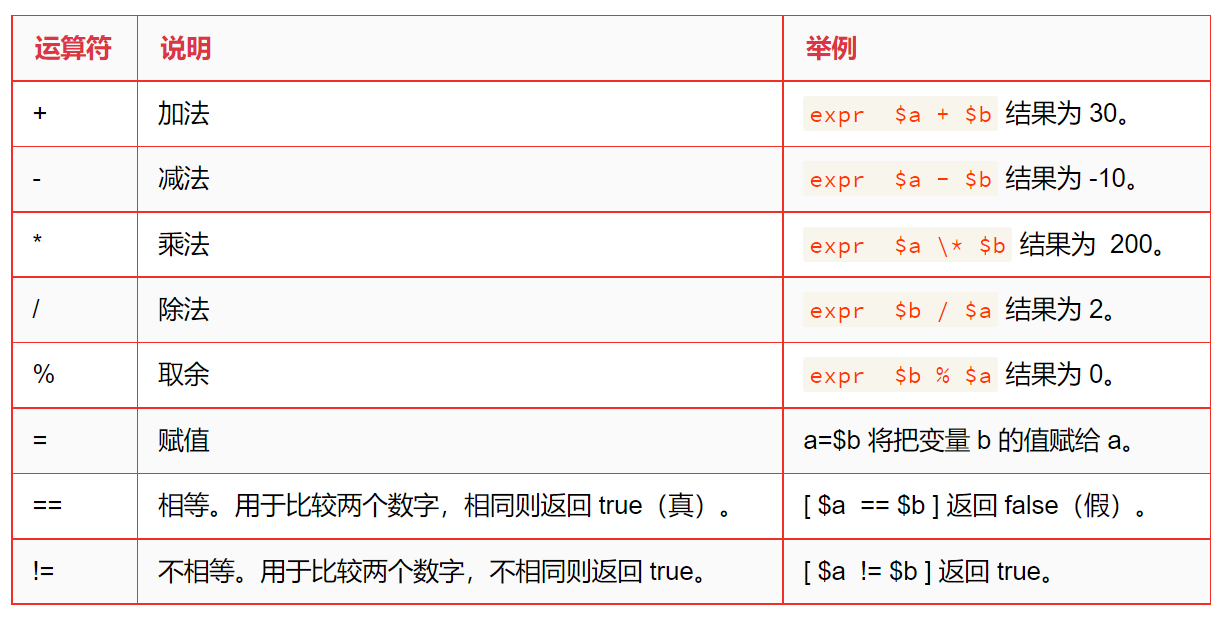 运算符 说明 举例
+ 加法 expr $a + $b 结果为 30。
- 减法 expr $a - $b 结果为 -10。
* 乘法 expr $a \* $b 结果为 200。
/ 除法 expr $b / $a 结果为 2。
% 取余 expr $b % $a 结果为 0。
= 赋值 a=$b 将把变量 b 的值赋给 a。
== 相等。用于比较两个数字，相同则返回 true（真）。 [ $a == $b ] 返回 false（假）。
!= 不相等。用于比较两个数字，不相同则返回 true。 [ $a != $b ] 返回 true。